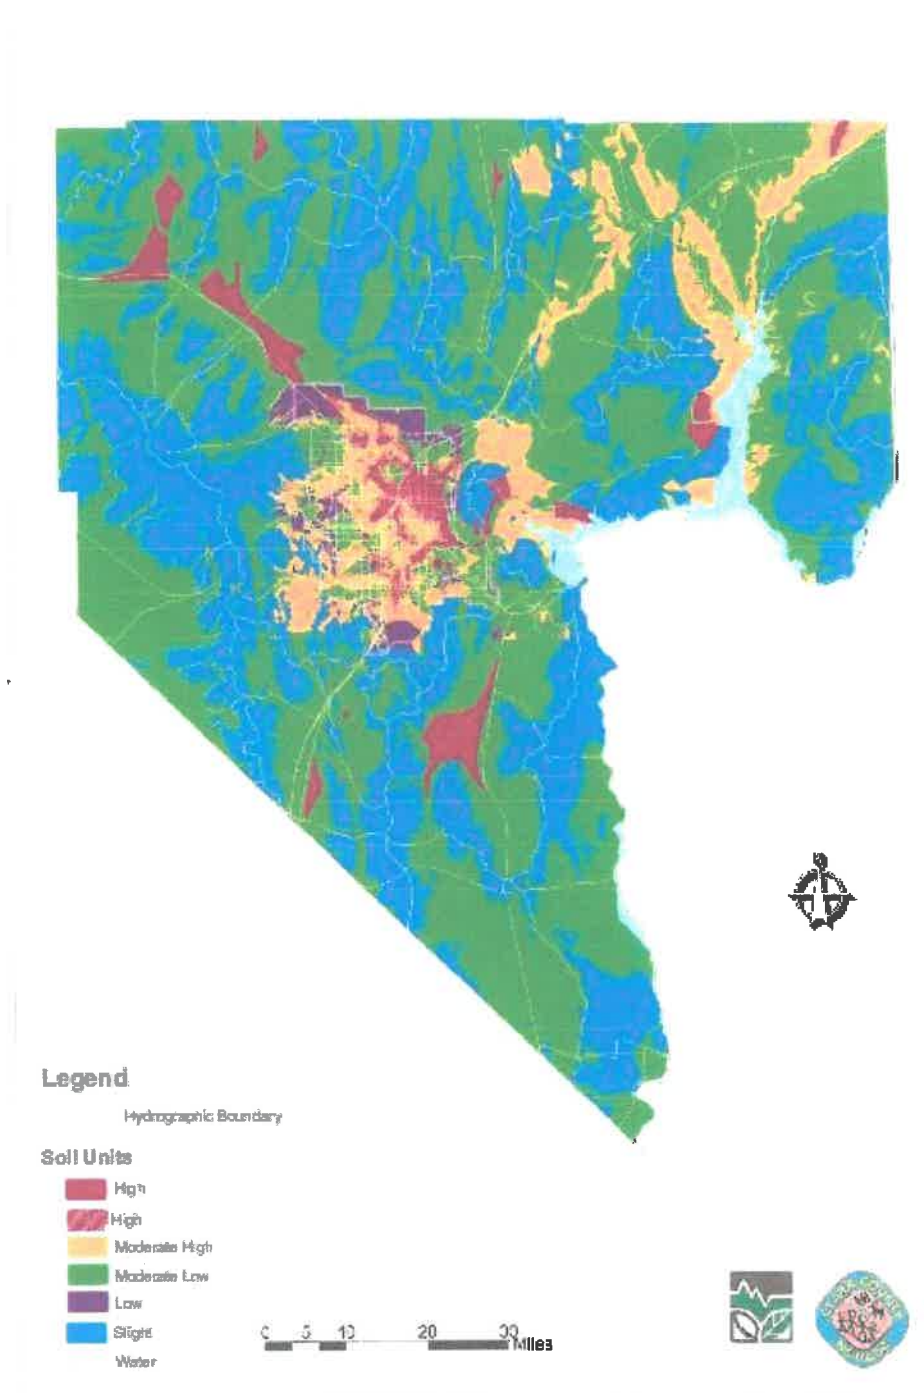 Legend
Hydrographic Boundary
Soil Units
High
High
Moderate High
Moderate Low
Low
Slight
Water
0 5 10 20 30
Miles